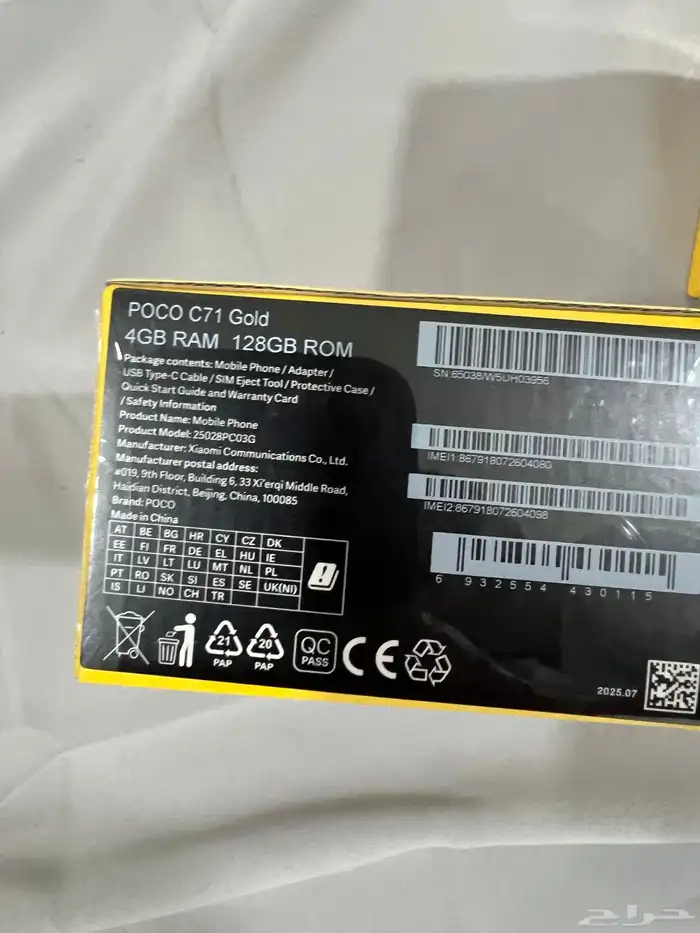 POCO C71 Gold
4GB RAM 128GB ROM
Package contents: Mobile Phone / Adapter /
USB Type-C Cable / SIM Eject Tool / Protective Case /
Quick Start Guide and Warranty Card
/ Safety Information
Product Name: Mobile Phone
Product Model: 25028PC03G
Manufacturer: Xiaomi Communications Co., Ltd.
Manufacturer postal address:
#019, 9th Floor, Building 6, 33 Xi'erqi Middle Road,
Haidian District, Beijing, China, 100085
Brand: POCO
Made in China
AT BE BG HR CY CZ DK
EE FI FR DE EL HU IE
IT LV LT LU MT NL PL
PT RO SK SI ES SE UK(NI)
IS LI NO CH TR
21
PAP
20
PAP
QC
PASS
CE
SN:65038/W5UH03956
IMEI1:867918072604080
IMEI2:867918072604098
6 932554 430115
2025.07
حراج